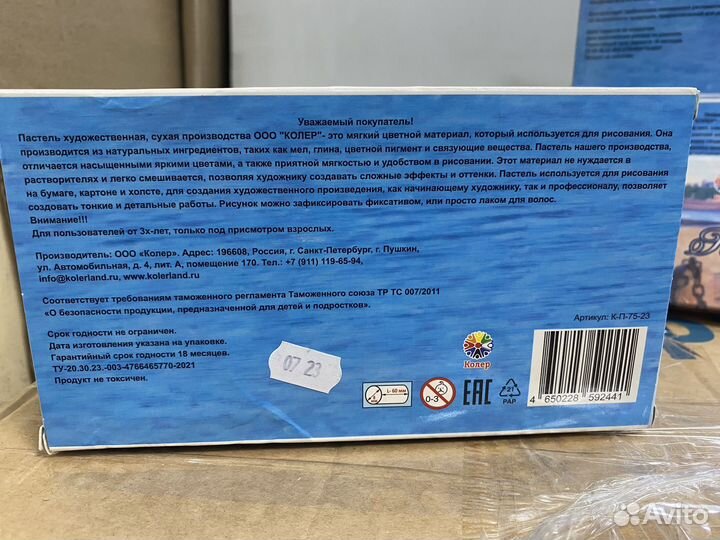 Уважаемый покупатель!
Пастель художественная, сухая производства ООО "КОЛЕР"- это мягкий цветной материал, который используется для рисования. Она
производится из натуральных ингредиентов, таких как мел, глина, цветной пигмент и связующие вещества. Пастель нашего производства,
отличается насыщенными яркими цветами, а также приятной мягкостью и удобством в рисовании. Этот материал не нуждается в
растворителях и легко смешивается, позволяя художнику создавать сложные эффекты и оттенки. Пастель используется для рисования
на бумаге, картоне и холсте, для создания художественного произведения, как начинающему художнику, так и профессионалу, позволяет
создавать тонкие и детальные работы. Рисунок можно зафиксировать фиксативом, или просто лаком для волос.
Внимание!!!
Для пользователей от 3х-лет, только под присмотром взрослых.
Производитель: ООО «Колер». Адрес: 196608, Россия, г. Санкт-Петербург, г. Пушкин,
ул. Автомобильная, д. 4, лит. А, помещение 170. Тел.: +7 (911) 119-65-94,
info@kolerland.ru, www.kolerland.ru
Соответствует требованиям таможенного регламента Таможенного союза ТР ТС 007/2011
«О безопасности продукции, предназначенной для детей и подростков».
Артикул: К-П-75-23
Срок годности не ограничен.
Дата изготовления указана на упаковке.
Гарантийный срок годности 18 месяцев.
ТУ-20.30.23.-003-4766465770-2021
Продукт не токсичен.
07 23
Колер
L- 60 мм
0-3
EAC
21
PAP
4 650228 592441
Avito